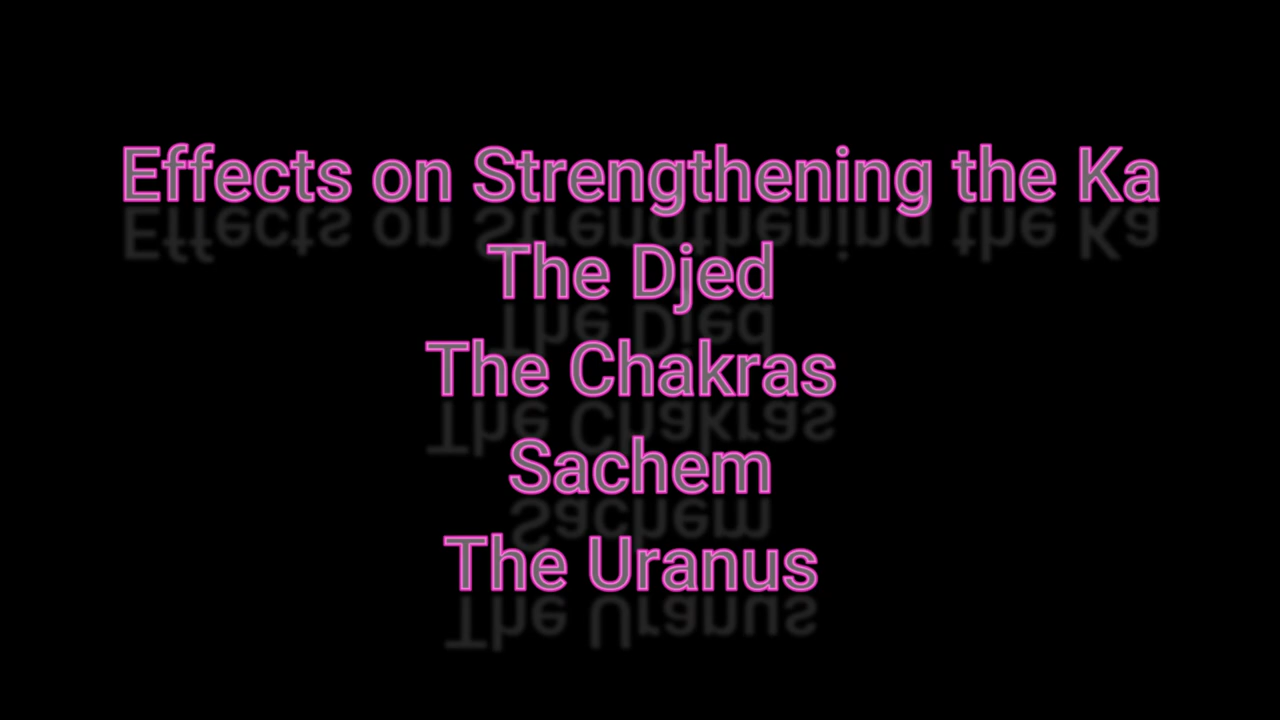 Effects on Strengthening the Ka
The Djed
The Chakras
Sachem
The Uranus